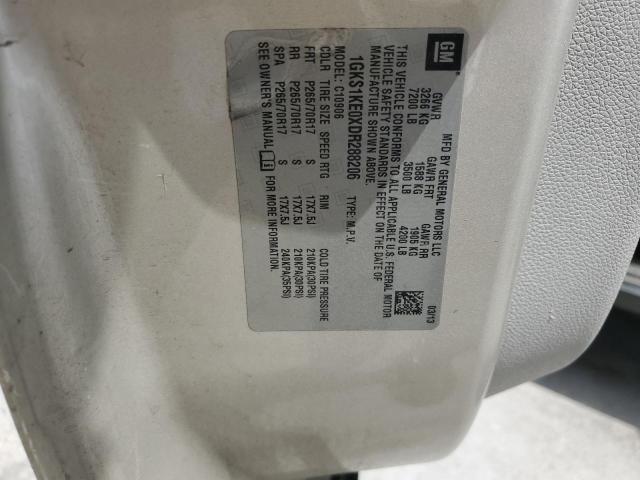 GM
MFD BY GENERAL MOTORS LLC
03/13
GVWR GAWR FRT GAWR RR
3266 KG 1588 KG 1905 KG
7200 LB 3500 LB 4200 LB
THIS VEHICLE CONFORMS TO ALL APPLICABLE U.S. FEDERAL MOTOR
VEHICLE SAFETY STANDARDS IN EFFECT ON THE DATE OF
MANUFACTURE SHOWN ABOVE.
1GKS1KE0XDR288206 TYPE: M.P.V.
MODEL: C10906
CDLR TIRE SIZE SPEED RTG RIM COLD TIRE PRESSURE
FRT P265/70R17 S 17X7.5J 210KPA(30PSI)
RR P265/70R17 S 17X7.5J 210KPA(30PSI)
SPA P265/70R17 S 17X7.5J 240KPA(35PSI)
SEE OWNER'S MANUAL FOR MORE INFORMATION.